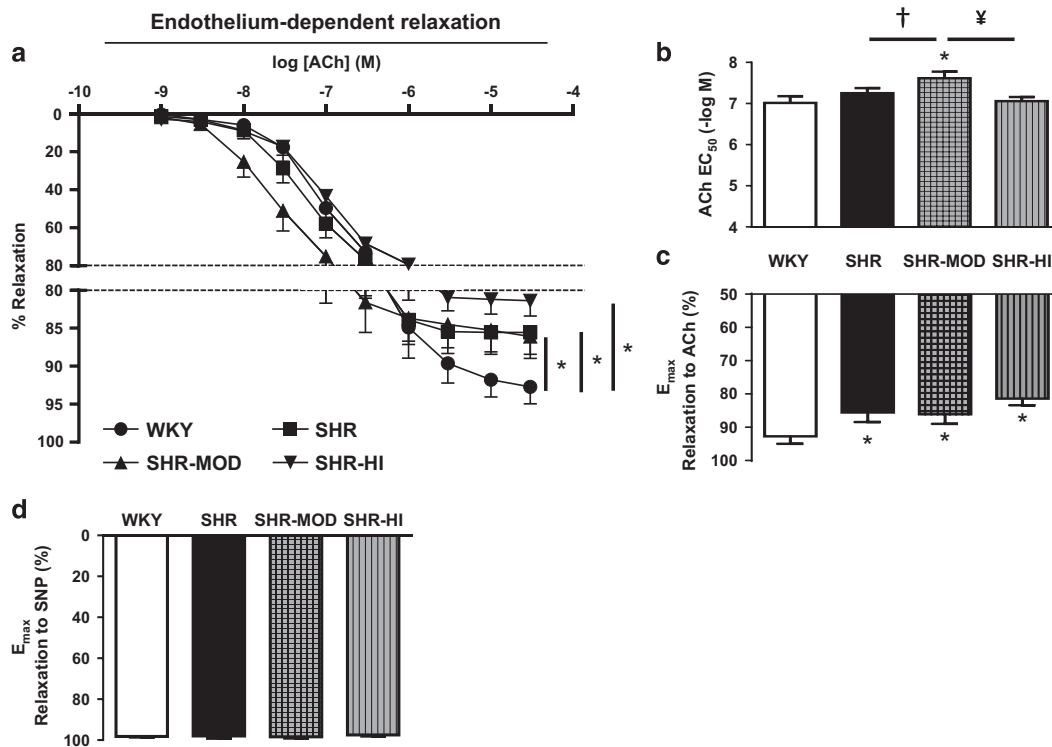 Endothelium-dependent relaxation
a
log [ACh] (M)
-10 -9 -8 -7 -6 -5 -4
0
20
40
60
80
80
85
90
95
100
% Relaxation
* * *
WKY SHR
SHR-MOD SHR-HI
b
† ¥
*
8
7
6
5
4
ACh EC50 (-log M)
c
WKY SHR SHR-MOD SHR-HI
50
60
70
80
90
100
Emax
Relaxation to ACh (%)
* * *
d
WKY SHR SHR-MOD SHR-HI
0
20
40
60
80
100
Emax
Relaxation to SNP (%)